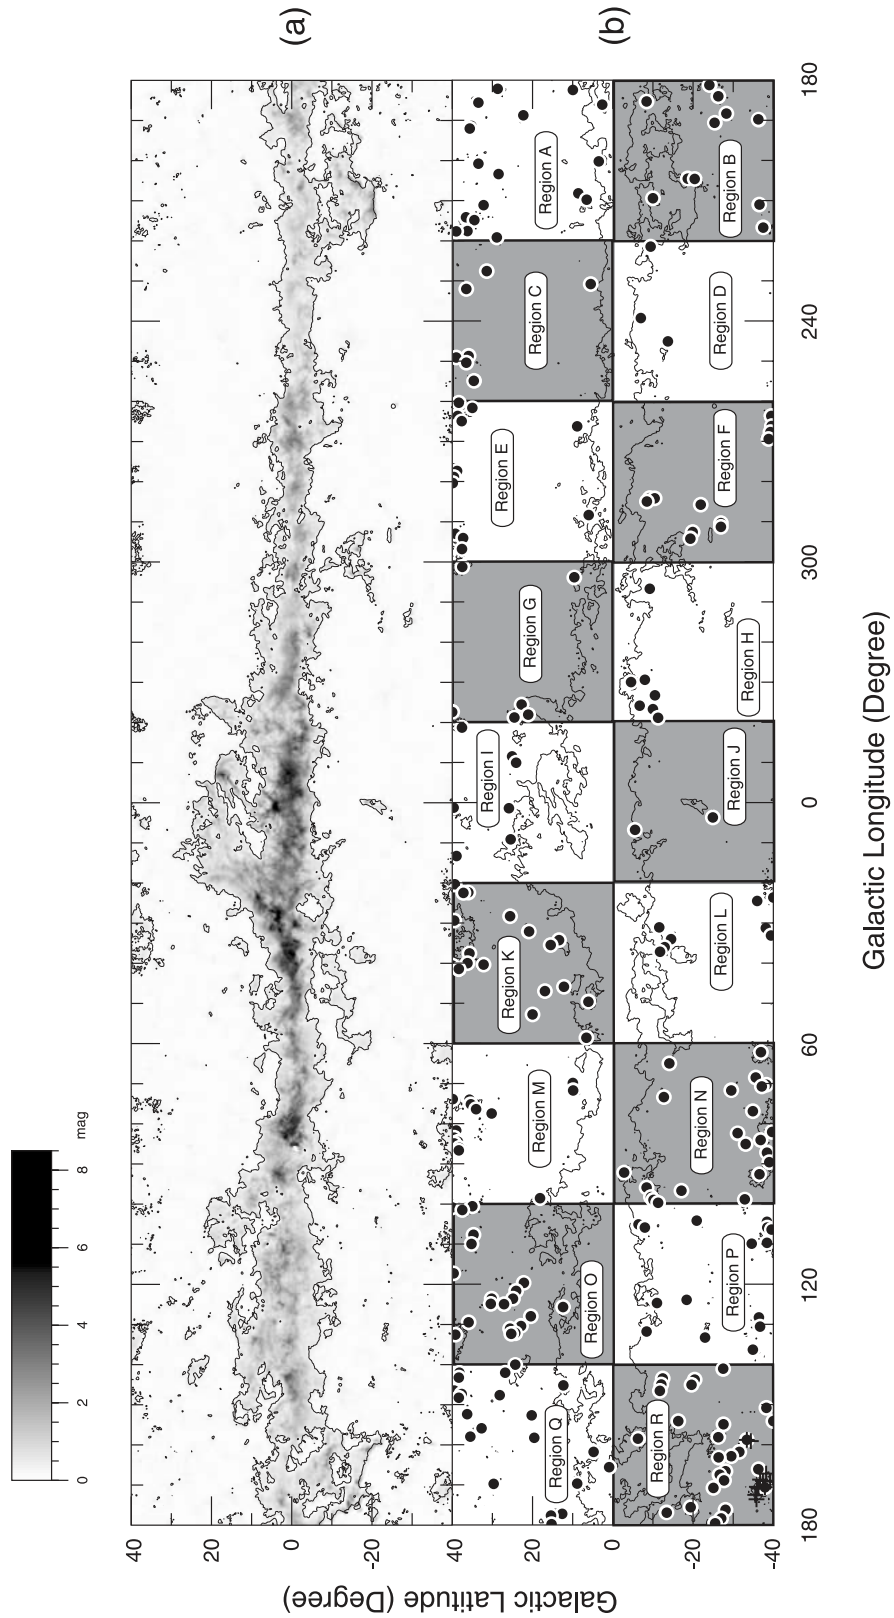 mag
0 2 4 6 8
(a)
40
20
0
-20
Galactic Latitude (Degree)
40
20
0
-20
-40
Region Q
Region O
Region M
Region K
Region I
Region G
Region E
Region C
Region A
Region R
Region P
Region N
Region L
Region J
Region H
Region F
Region D
Region B
(b)
180 120 60 0 300 240 180
Galactic Longitude (Degree)